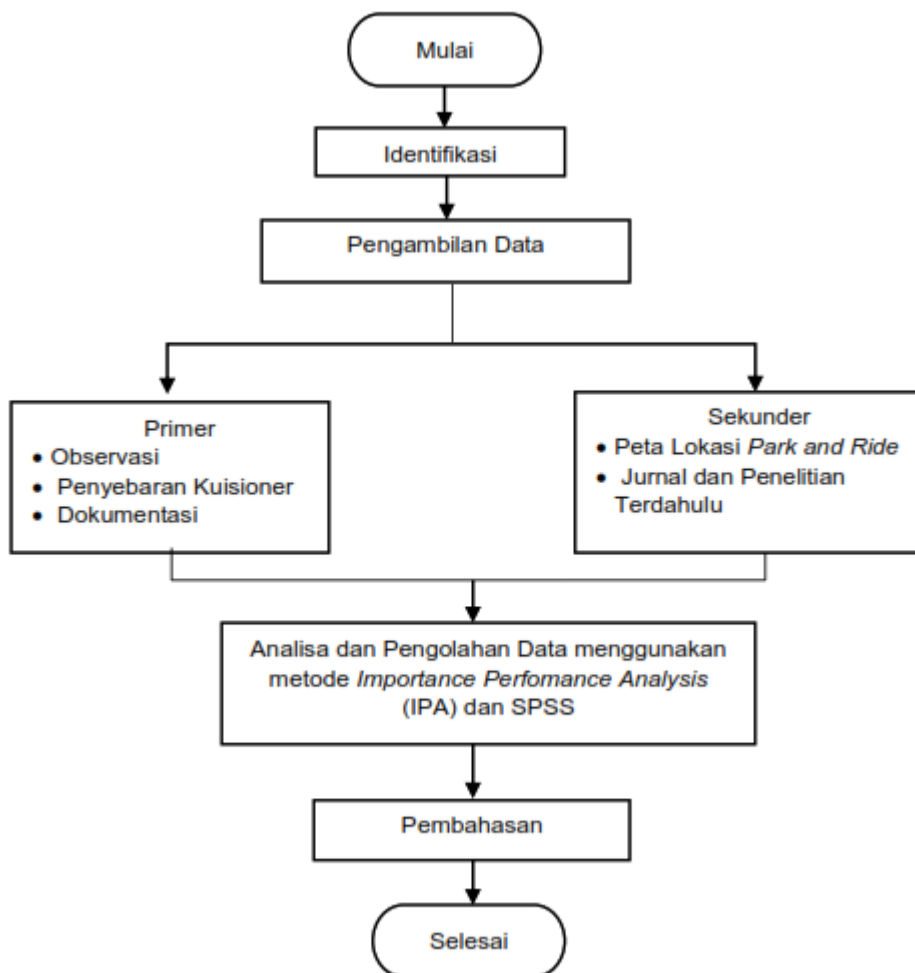 Mulai
Identifikasi
Pengambilan Data
Primer
• Observasi
• Penyebaran Kuisioner
• Dokumentasi
Sekunder
• Peta Lokasi Park and Ride
• Jurnal dan Penelitian
Terdahulu
Analisa dan Pengolahan Data menggunakan
metode Importance Perfomance Analysis
(IPA) dan SPSS
Pembahasan
Selesai